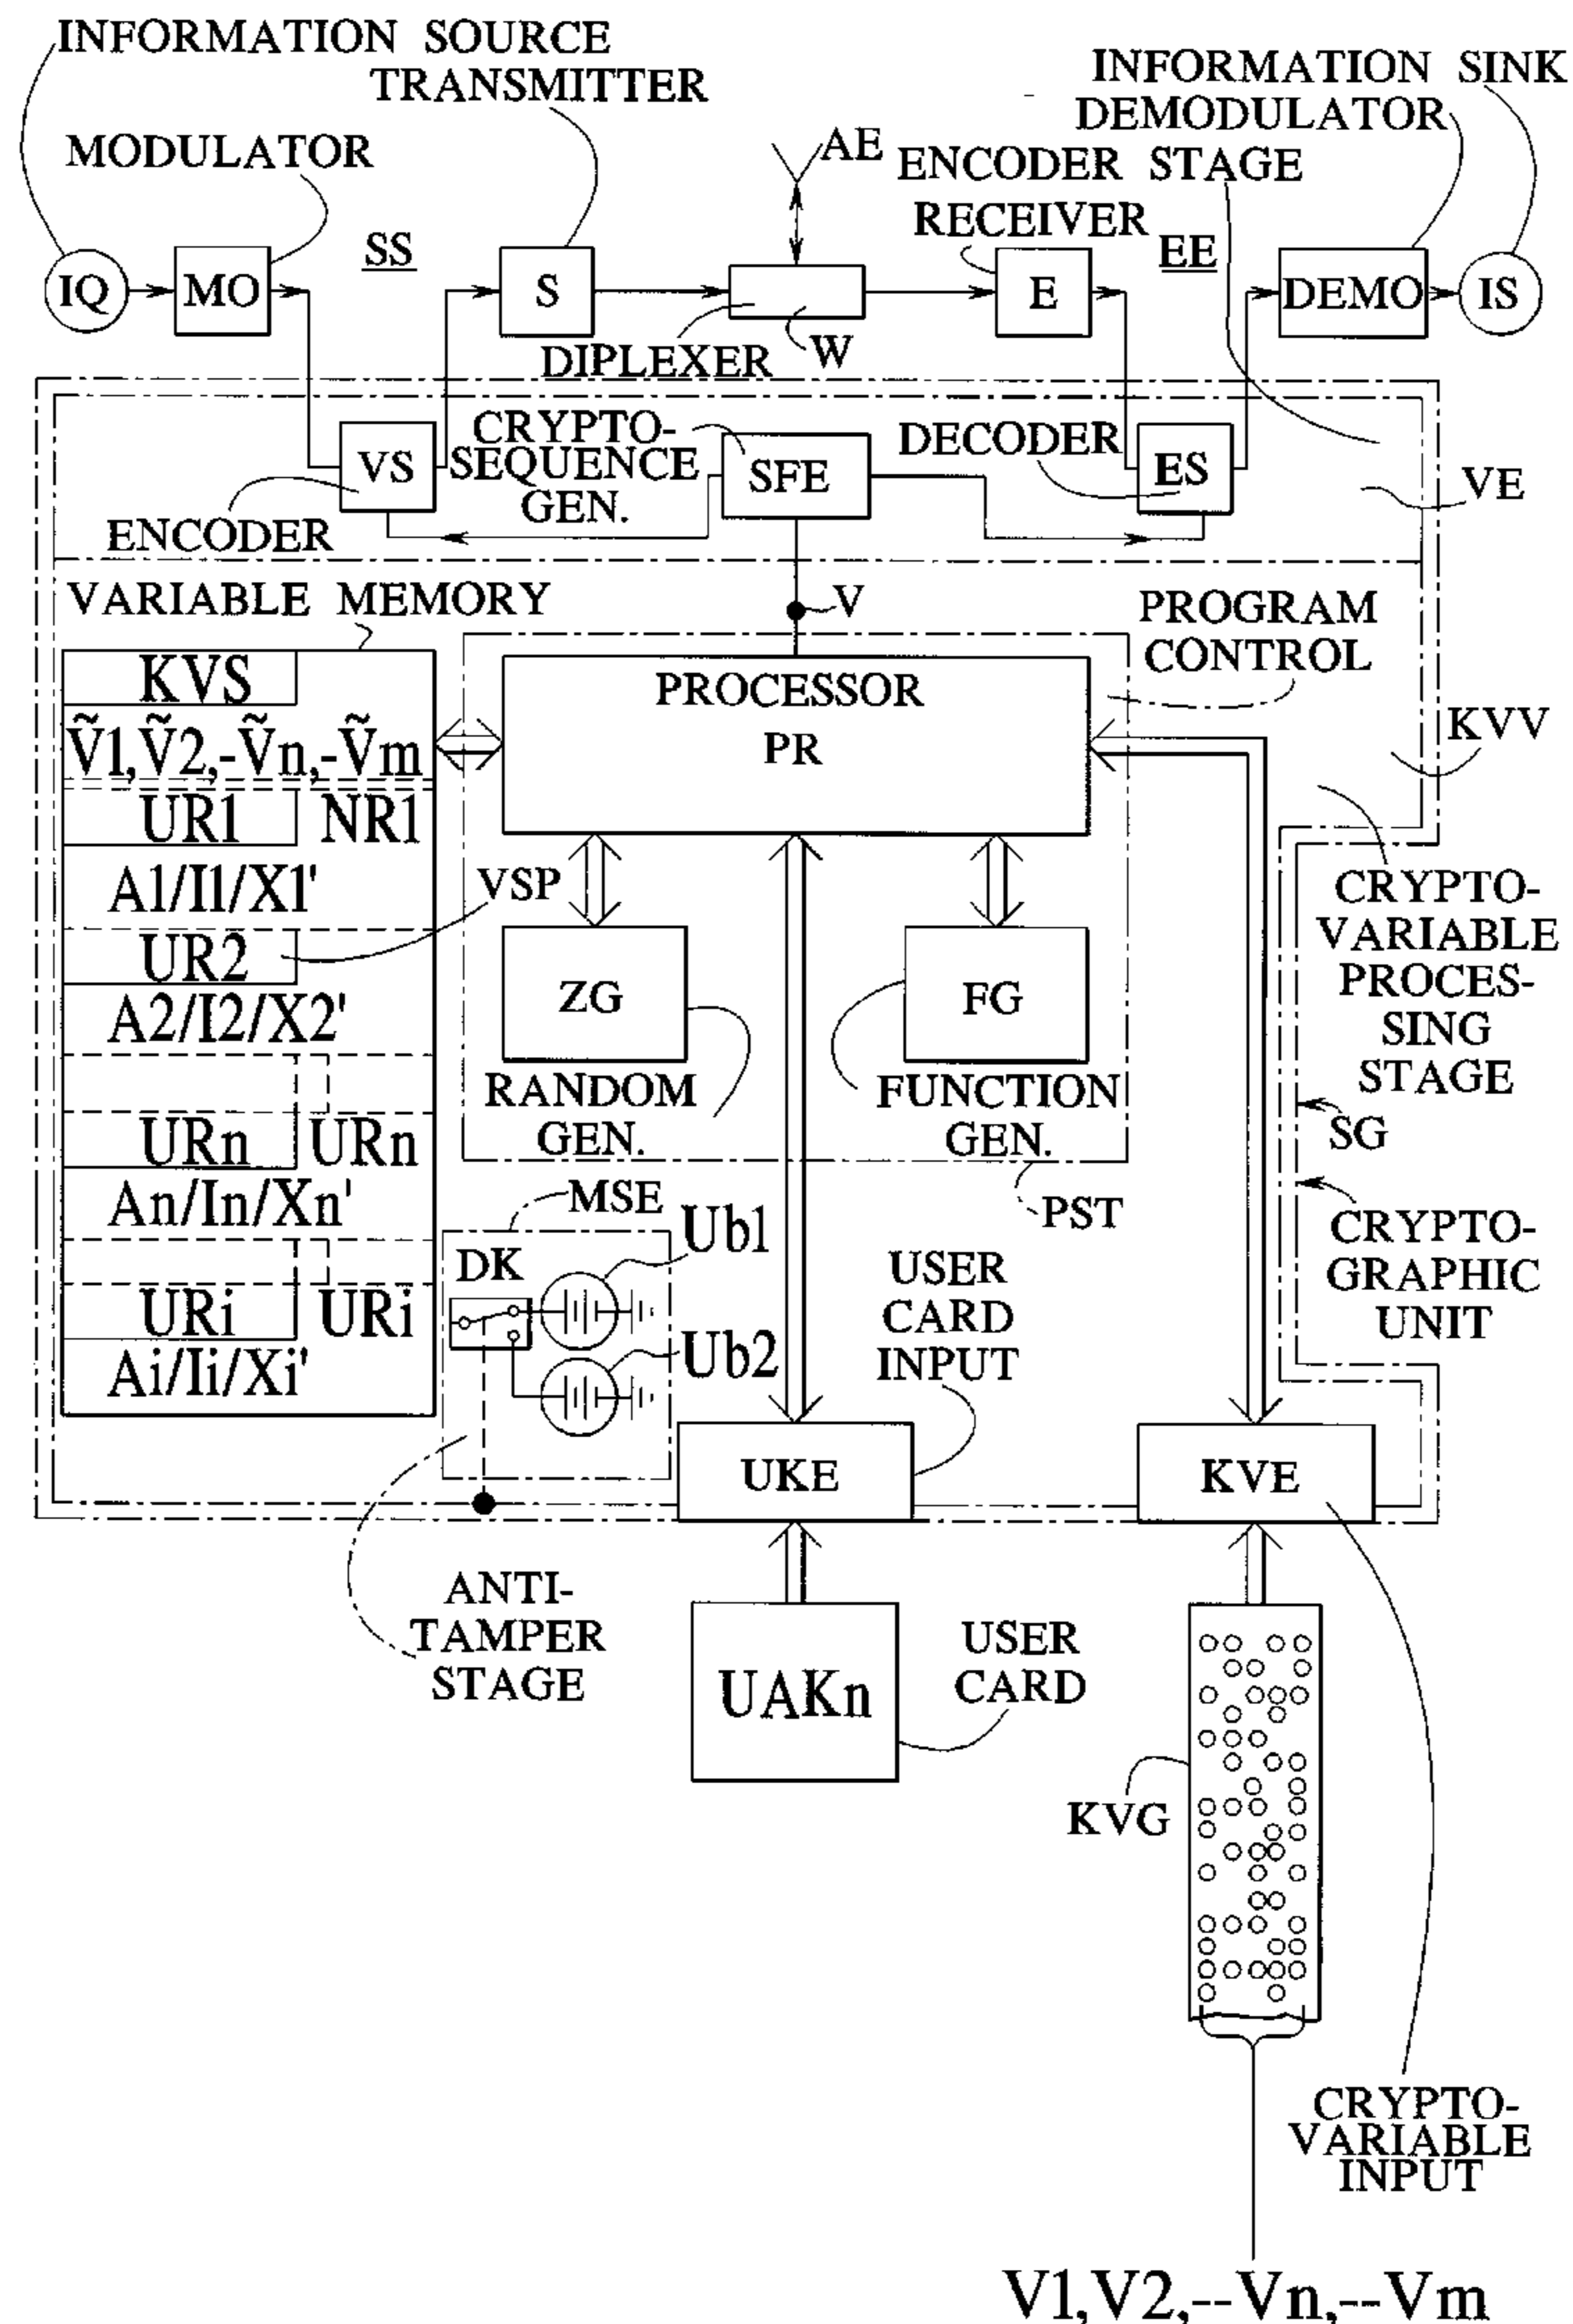 INFORMATION SOURCE
TRANSMITTER
MODULATOR
INFORMATION SINK
DEMODULATOR
ENCODER STAGE
RECEIVER
AE
SS
EE
IQ
MO
S
E
DEMO
IS
DIPLEXER
W
VS
CRYPTO-
SEQUENCE
GEN.
SFE
DECODER
ES
VE
ENCODER
VARIABLE MEMORY
V
PROGRAM
CONTROL
KVS
Ṽ1,Ṽ2,-Ṽn,-Ṽm
UR1 NR1
A1/I1/X1'
UR2
A2/I2/X2'
URn URn
An/In/Xn'
URi URi
Ai/Ii/Xi'
PROCESSOR
PR
KVV
VSP
ZG
FG
RANDOM
GEN.
FUNCTION
GEN.
CRYPTO-
VARIABLE
PROCES-
SING
STAGE
SG
PST
MSE
CRYPTO-
GRAPHIC
UNIT
DK
Ub1
Ub2
USER
CARD
INPUT
UKE
KVE
ANTI-
TAMPER
STAGE
UAKn
USER
CARD
KVG
CRYPTO-
VARIABLE
INPUT
V1,V2,--Vn,--Vm